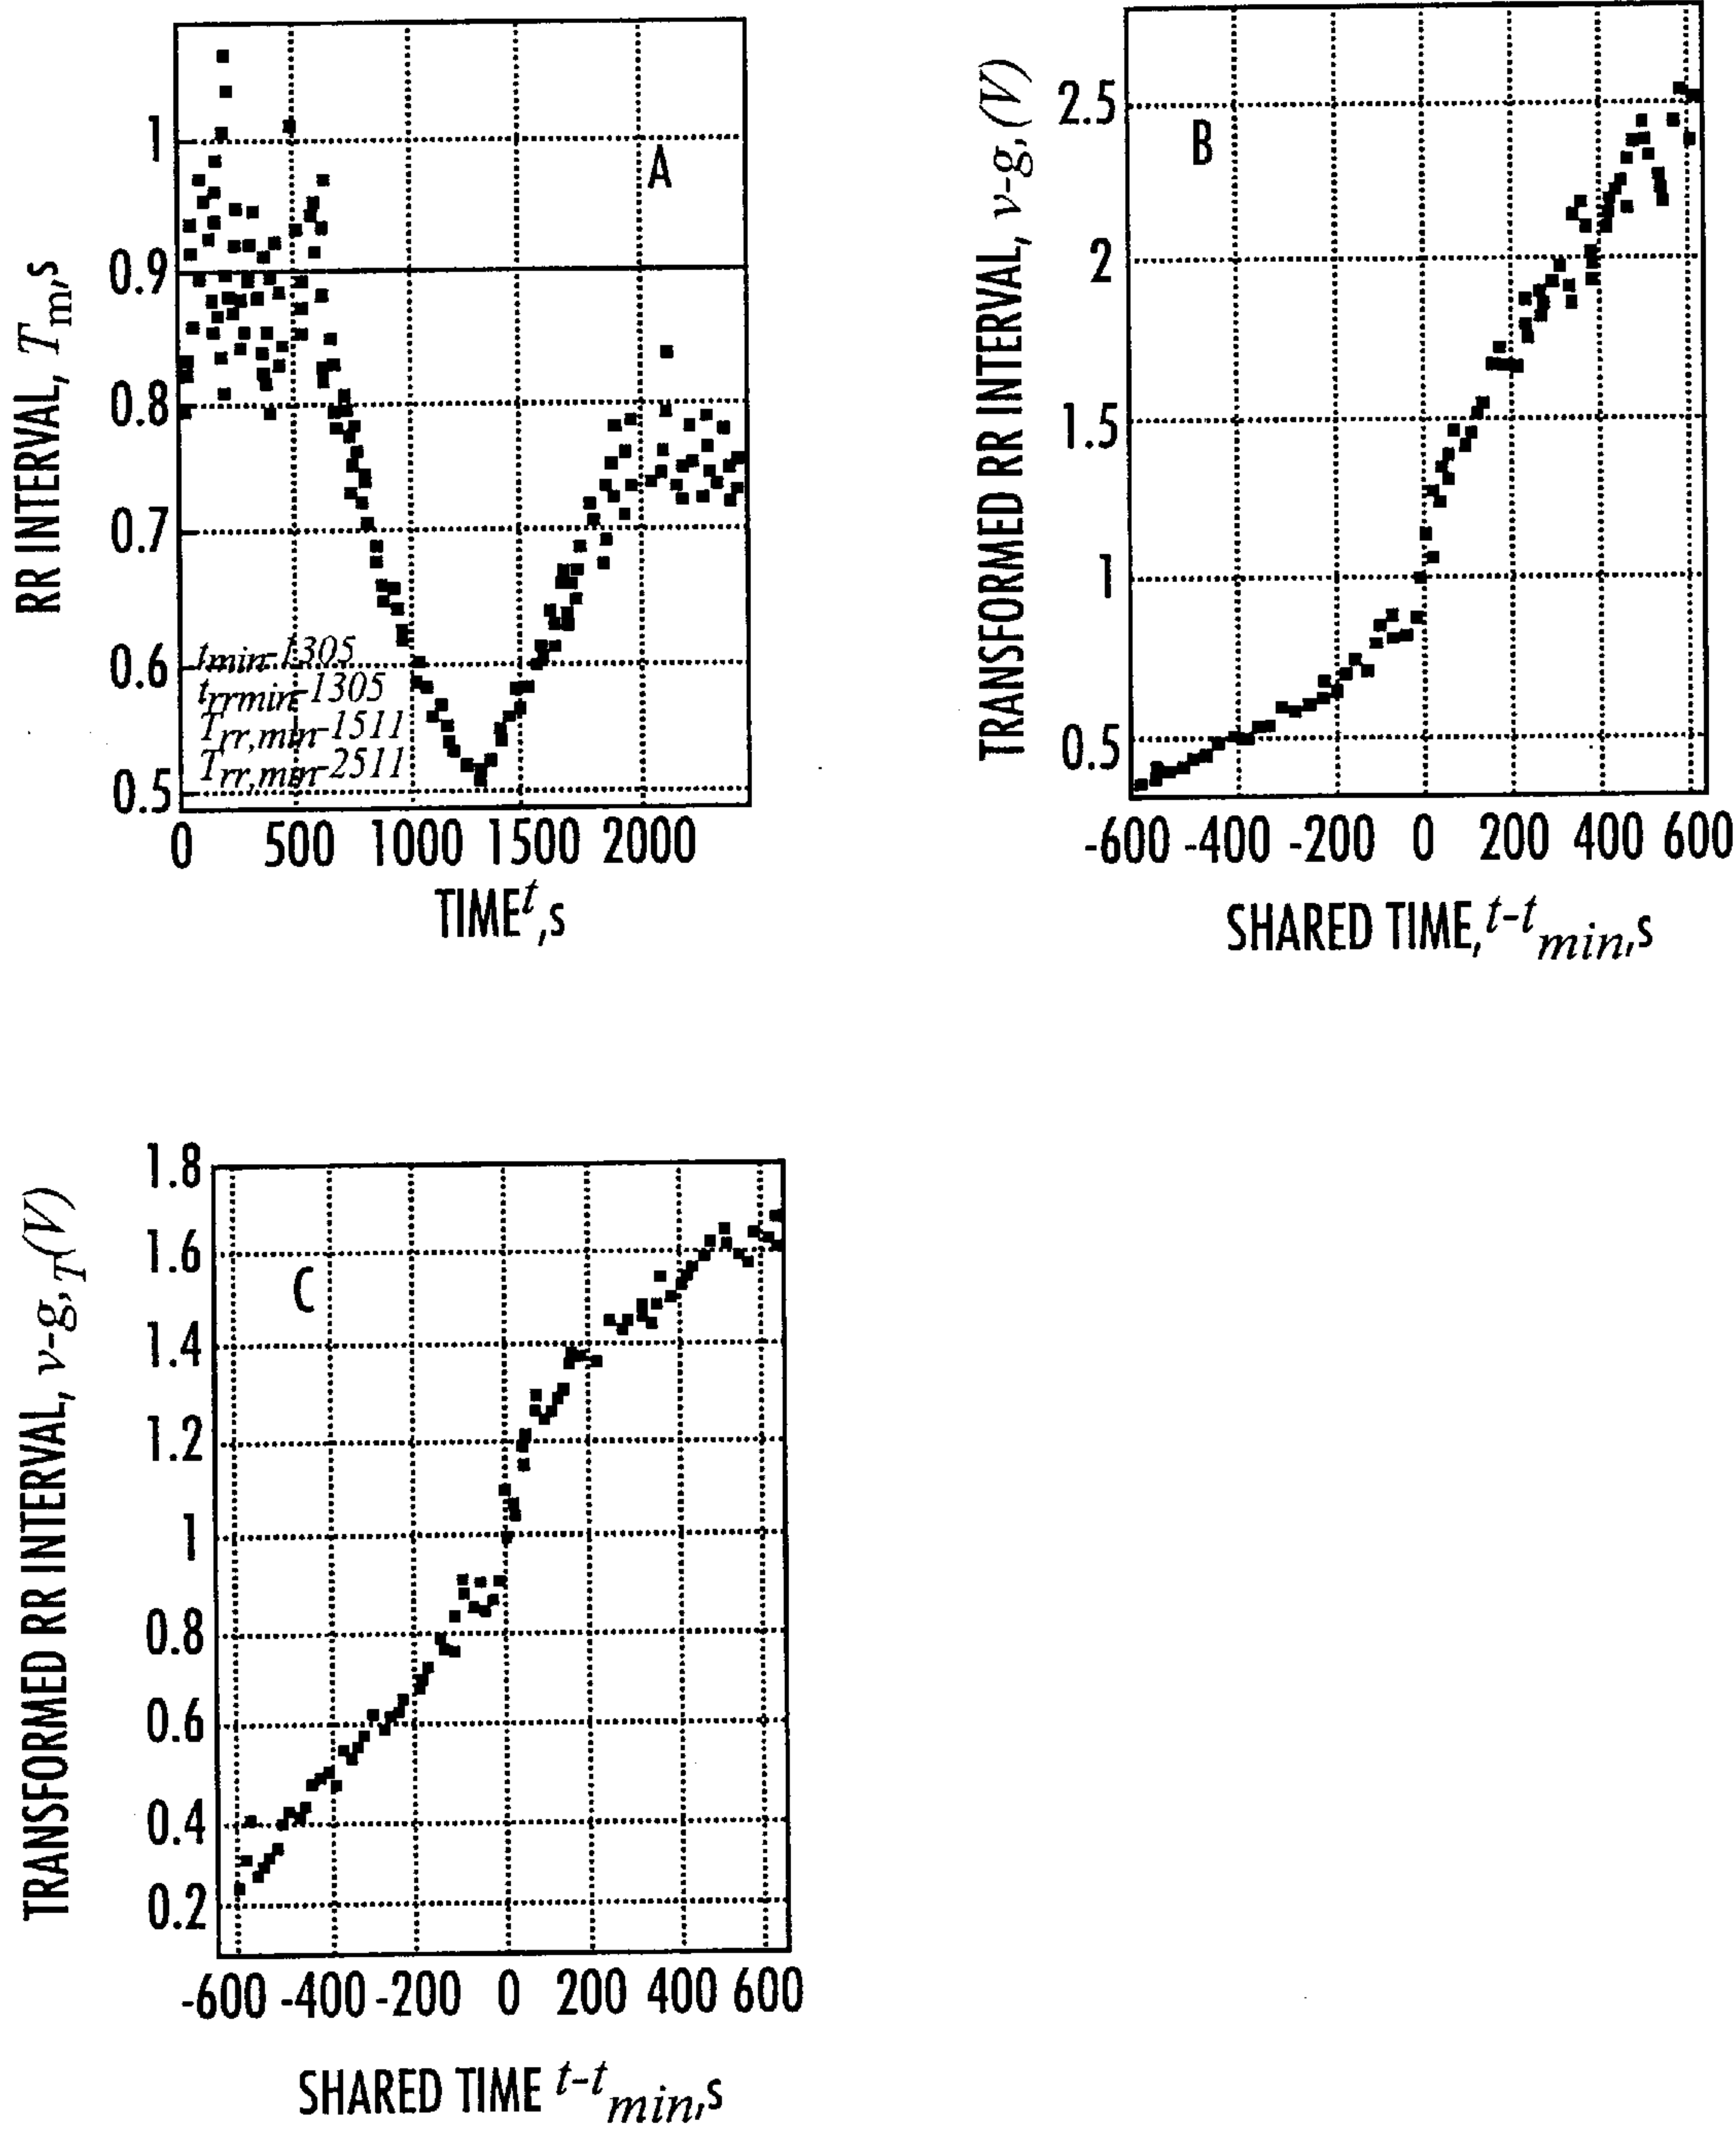 RR INTERVAL, Tm,s
1
0.9
0.8
0.7
0.6
0.5
A
tmin-1305
trrmin-1305
Trr,min-1511
Trr,min-2511
0 500 1000 1500 2000
TIME t,s
TRANSFORMED RR INTERVAL, v-g,(V)
2.5
2
1.5
1
0.5
B
-600 -400 -200 0 200 400 600
SHARED TIME, t-tmin,s
TRANSFORMED RR INTERVAL, v-g,T(V)
1.8
1.6
1.4
1.2
1
0.8
0.6
0.4
0.2
C
-600 -400 -200 0 200 400 600
SHARED TIME t-tmin,s